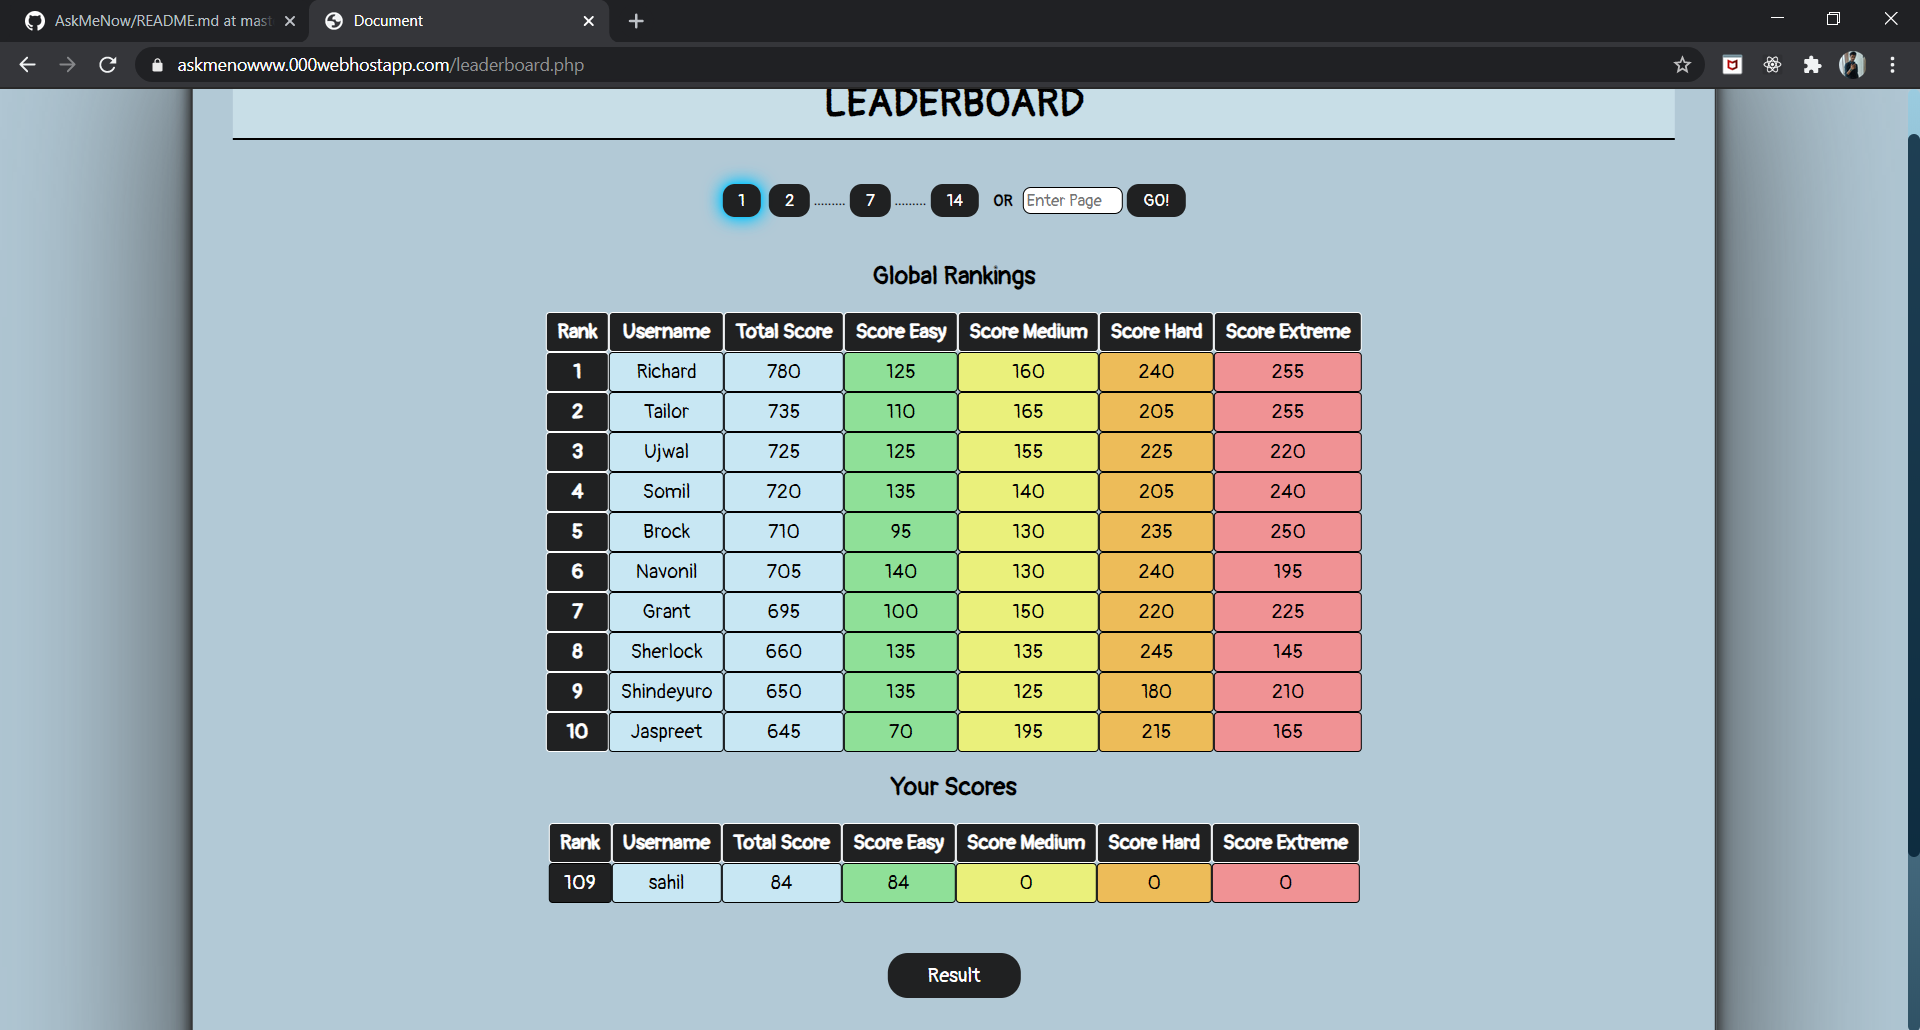 AskMeNow/README.md at mast
Document
askmenowww.000webhostapp.com/leaderboard.php
LEADERBOARD
1 2 ......... 7 ......... 14 OR Enter Page GO!
Global Rankings
Rank Username Total Score Score Easy Score Medium Score Hard Score Extreme
1 Richard 780 125 160 240 255
2 Tailor 735 110 165 205 255
3 Ujwal 725 125 155 225 220
4 Somil 720 135 140 205 240
5 Brock 710 95 130 235 250
6 Navonil 705 140 130 240 195
7 Grant 695 100 150 220 225
8 Sherlock 660 135 135 245 145
9 Shindeyuro 650 135 125 180 210
10 Jaspreet 645 70 195 215 165
Your Scores
Rank Username Total Score Score Easy Score Medium Score Hard Score Extreme
109 sahil 84 84 0 0 0
Result